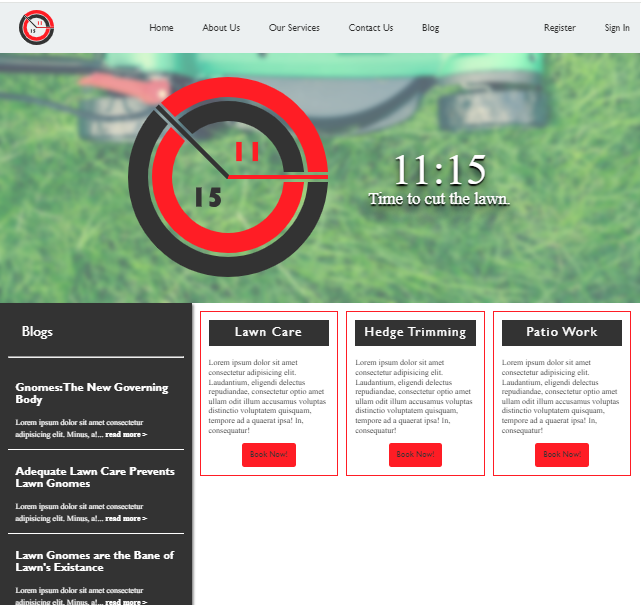 11
15
Home About Us Our Services Contact Us Blog Register Sign In
11
15
11:15
Time to cut the lawn.
Blogs
Gnomes:The New Governing
Body
Lorem ipsum dolor sit amet consectetur
adipisicing elit. Minus, a!... read more >
Adequate Lawn Care Prevents
Lawn Gnomes
Lorem ipsum dolor sit amet consectetur
adipisicing elit. Minus, a!... read more >
Lawn Gnomes are the Bane of
Lawn's Existance
Lorem ipsum dolor sit amet consectetur
adipisicing elit. Minus, a!... read more >
Lawn Care
Lorem ipsum dolor sit amet
consectetur adipisicing elit.
Laudantium, eligendi delectus
repudiandae, consectetur optio amet
ullam odit illum accusamus voluptas
distinctio voluptatem quisquam,
tempore ad a quaerat ipsa! In,
consequatur!
Book Now!
Hedge Trimming
Lorem ipsum dolor sit amet
consectetur adipisicing elit.
Laudantium, eligendi delectus
repudiandae, consectetur optio amet
ullam odit illum accusamus voluptas
distinctio voluptatem quisquam,
tempore ad a quaerat ipsa! In,
consequatur!
Book Now!
Patio Work
Lorem ipsum dolor sit amet
consectetur adipisicing elit.
Laudantium, eligendi delectus
repudiandae, consectetur optio amet
ullam odit illum accusamus voluptas
distinctio voluptatem quisquam,
tempore ad a quaerat ipsa! In,
consequatur!
Book Now!